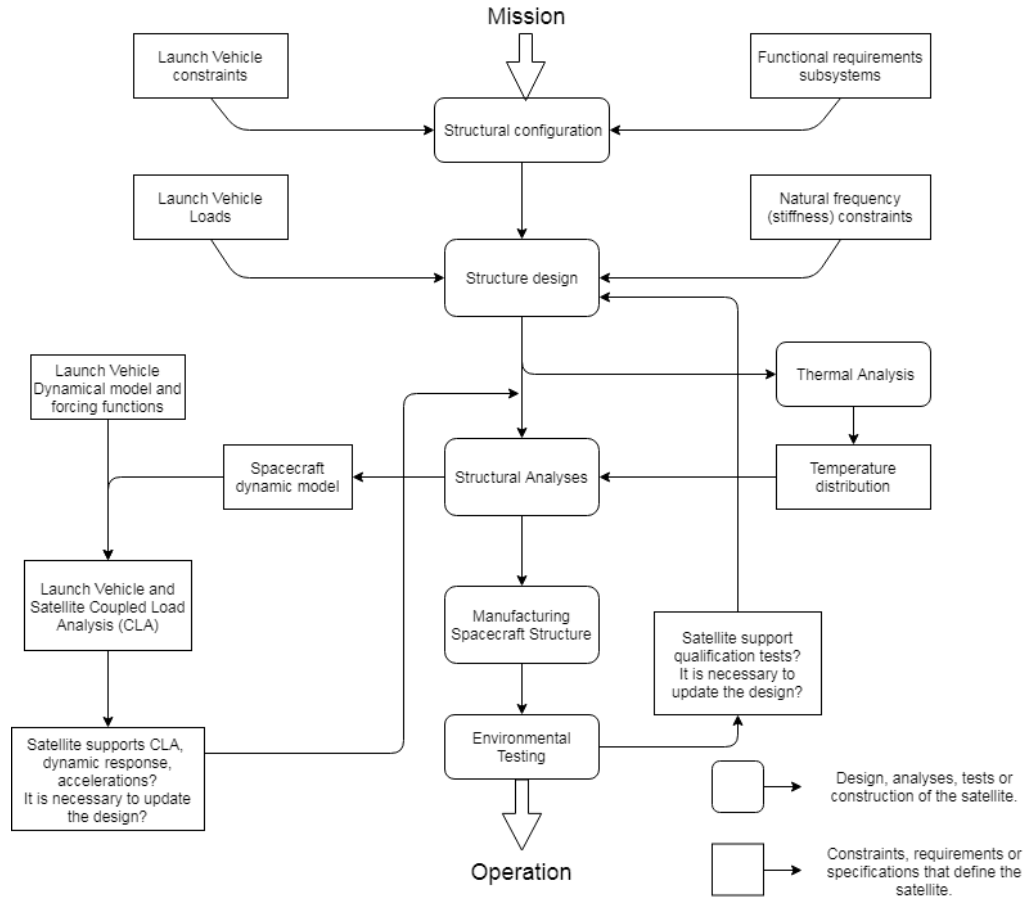 Mission
Launch Vehicle
constraints
Functional requirements
subsystems
Structural configuration
Launch Vehicle
Loads
Natural frequency
(stiffness) constraints
Structure design
Launch Vehicle
Dynamical model and
forcing functions
Thermal Analysis
Spacecraft
dynamic model
Structural Analyses
Temperature
distribution
Launch Vehicle and
Satellite Coupled Load
Analysis (CLA)
Manufacturing
Spacecraft Structure
Satellite support
qualification tests?
It is necessary to
update the design?
Satellite supports CLA,
dynamic response,
accelerations?
It is necessary to update
the design?
Environmental
Testing
Design, analyses, tests or
construction of the satellite.
Operation
Constraints, requirements or
specifications that define the
satellite.